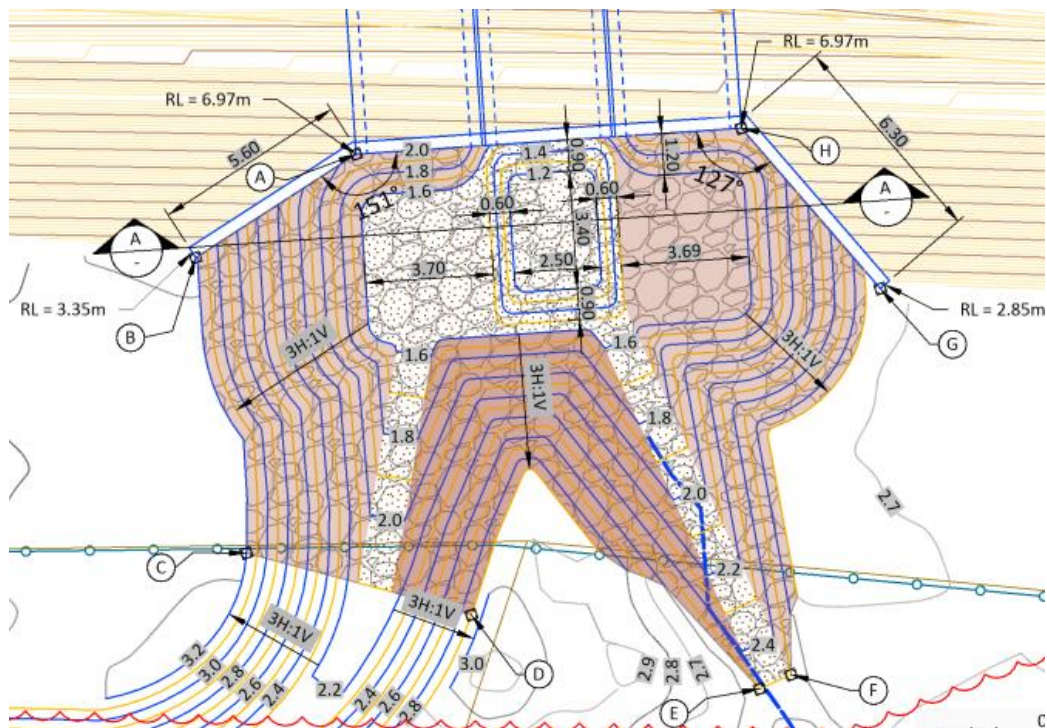 RL = 6.97m
RL = 6.97m
5.60
6.30
A
H
2.0
1.8
1.6
1.4
1.2
0.90
1.20
151°
127°
0.60
0.60
3.40
2.50
3.70
3.69
0.90
A
-
A
-
RL = 3.35m
B
RL = 2.85m
G
3H:1V
3H:1V
3H:1V
1.6
1.6
1.8
1.8
2.0
2.0
2.7
2.2
2.4
C
3H:1V
3H:1V
D
E
F
3.2
3.0
2.8
2.6
2.4
2.2
2.4
2.6
2.8
3.0
2.9
2.8
2.7